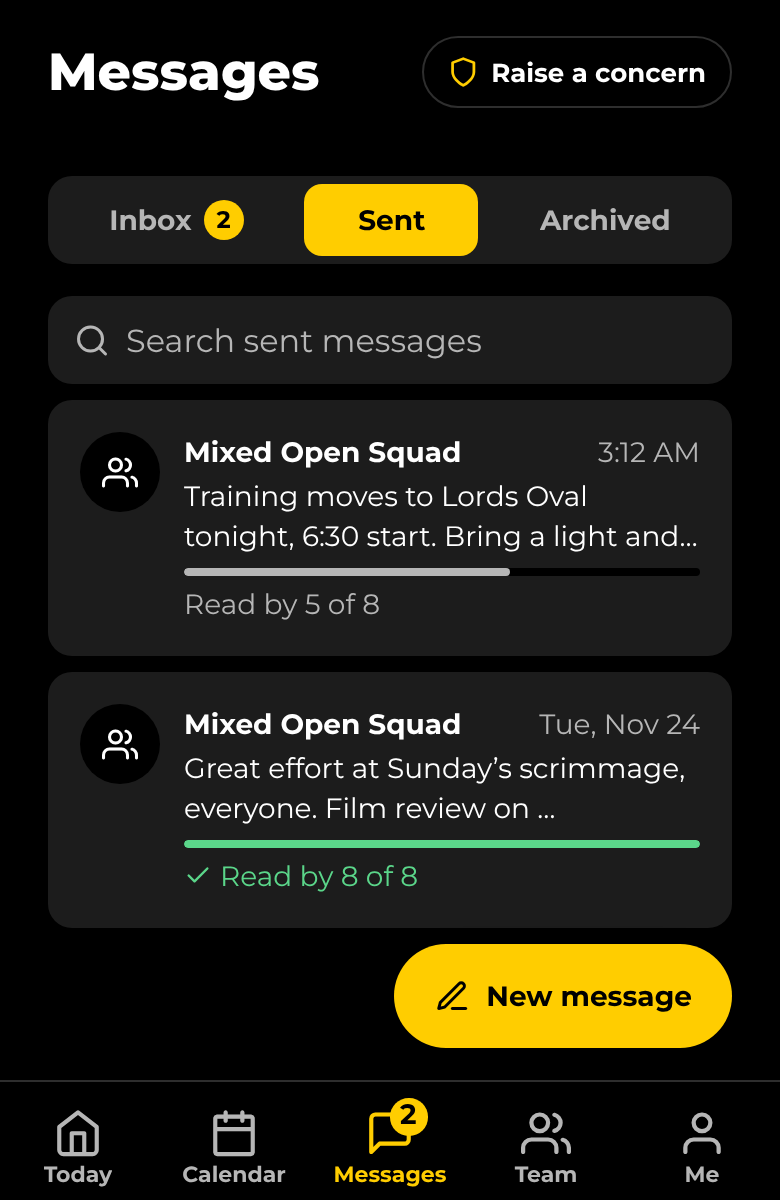 Messages
Raise a concern
Inbox 2
Sent
Archived
Search sent messages
Mixed Open Squad
3:12 AM
Training moves to Lords Oval
tonight, 6:30 start. Bring a light and...
Read by 5 of 8
Mixed Open Squad
Tue, Nov 24
Great effort at Sunday’s scrimmage,
everyone. Film review on ...
Read by 8 of 8
New message
2
Today
Calendar
Messages
Team
Me